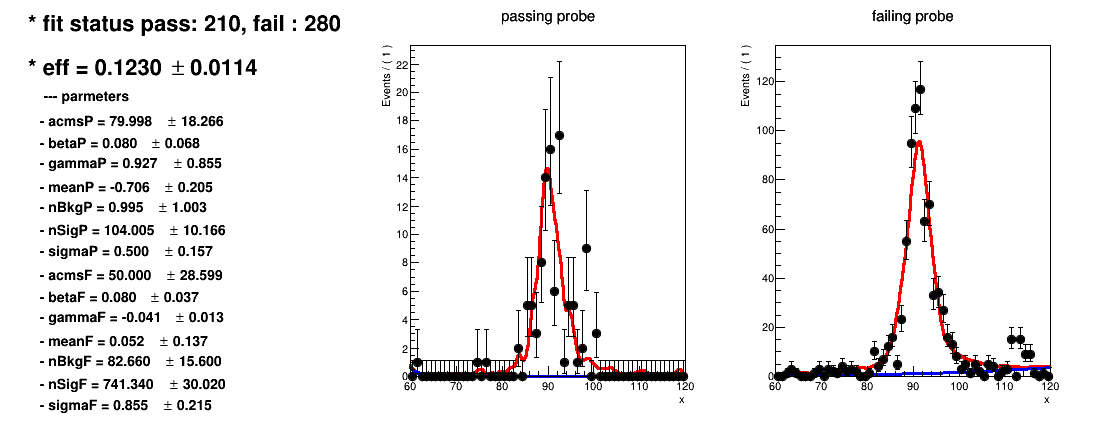 * fit status pass: 210, fail : 280
* eff = 0.1230 ± 0.0114
--- parmeters
- acmsP = 79.998 ± 18.266
- betaP = 0.080 ± 0.068
- gammaP = 0.927 ± 0.855
- meanP = -0.706 ± 0.205
- nBkgP = 0.995 ± 1.003
- nSigP = 104.005 ± 10.166
- sigmaP = 0.500 ± 0.157
- acmsF = 50.000 ± 28.599
- betaF = 0.080 ± 0.037
- gammaF = -0.041 ± 0.013
- meanF = 0.052 ± 0.137
- nBkgF = 82.660 ± 15.600
- nSigF = 741.340 ± 30.020
- sigmaF = 0.855 ± 0.215
passing probe
Events / ( 1 )
22
20
18
16
14
12
10
8
6
4
2
0
60 70 80 90 100 110 120
x
failing probe
Events / ( 1 )
120
100
80
60
40
20
0
60 70 80 90 100 110 120
x